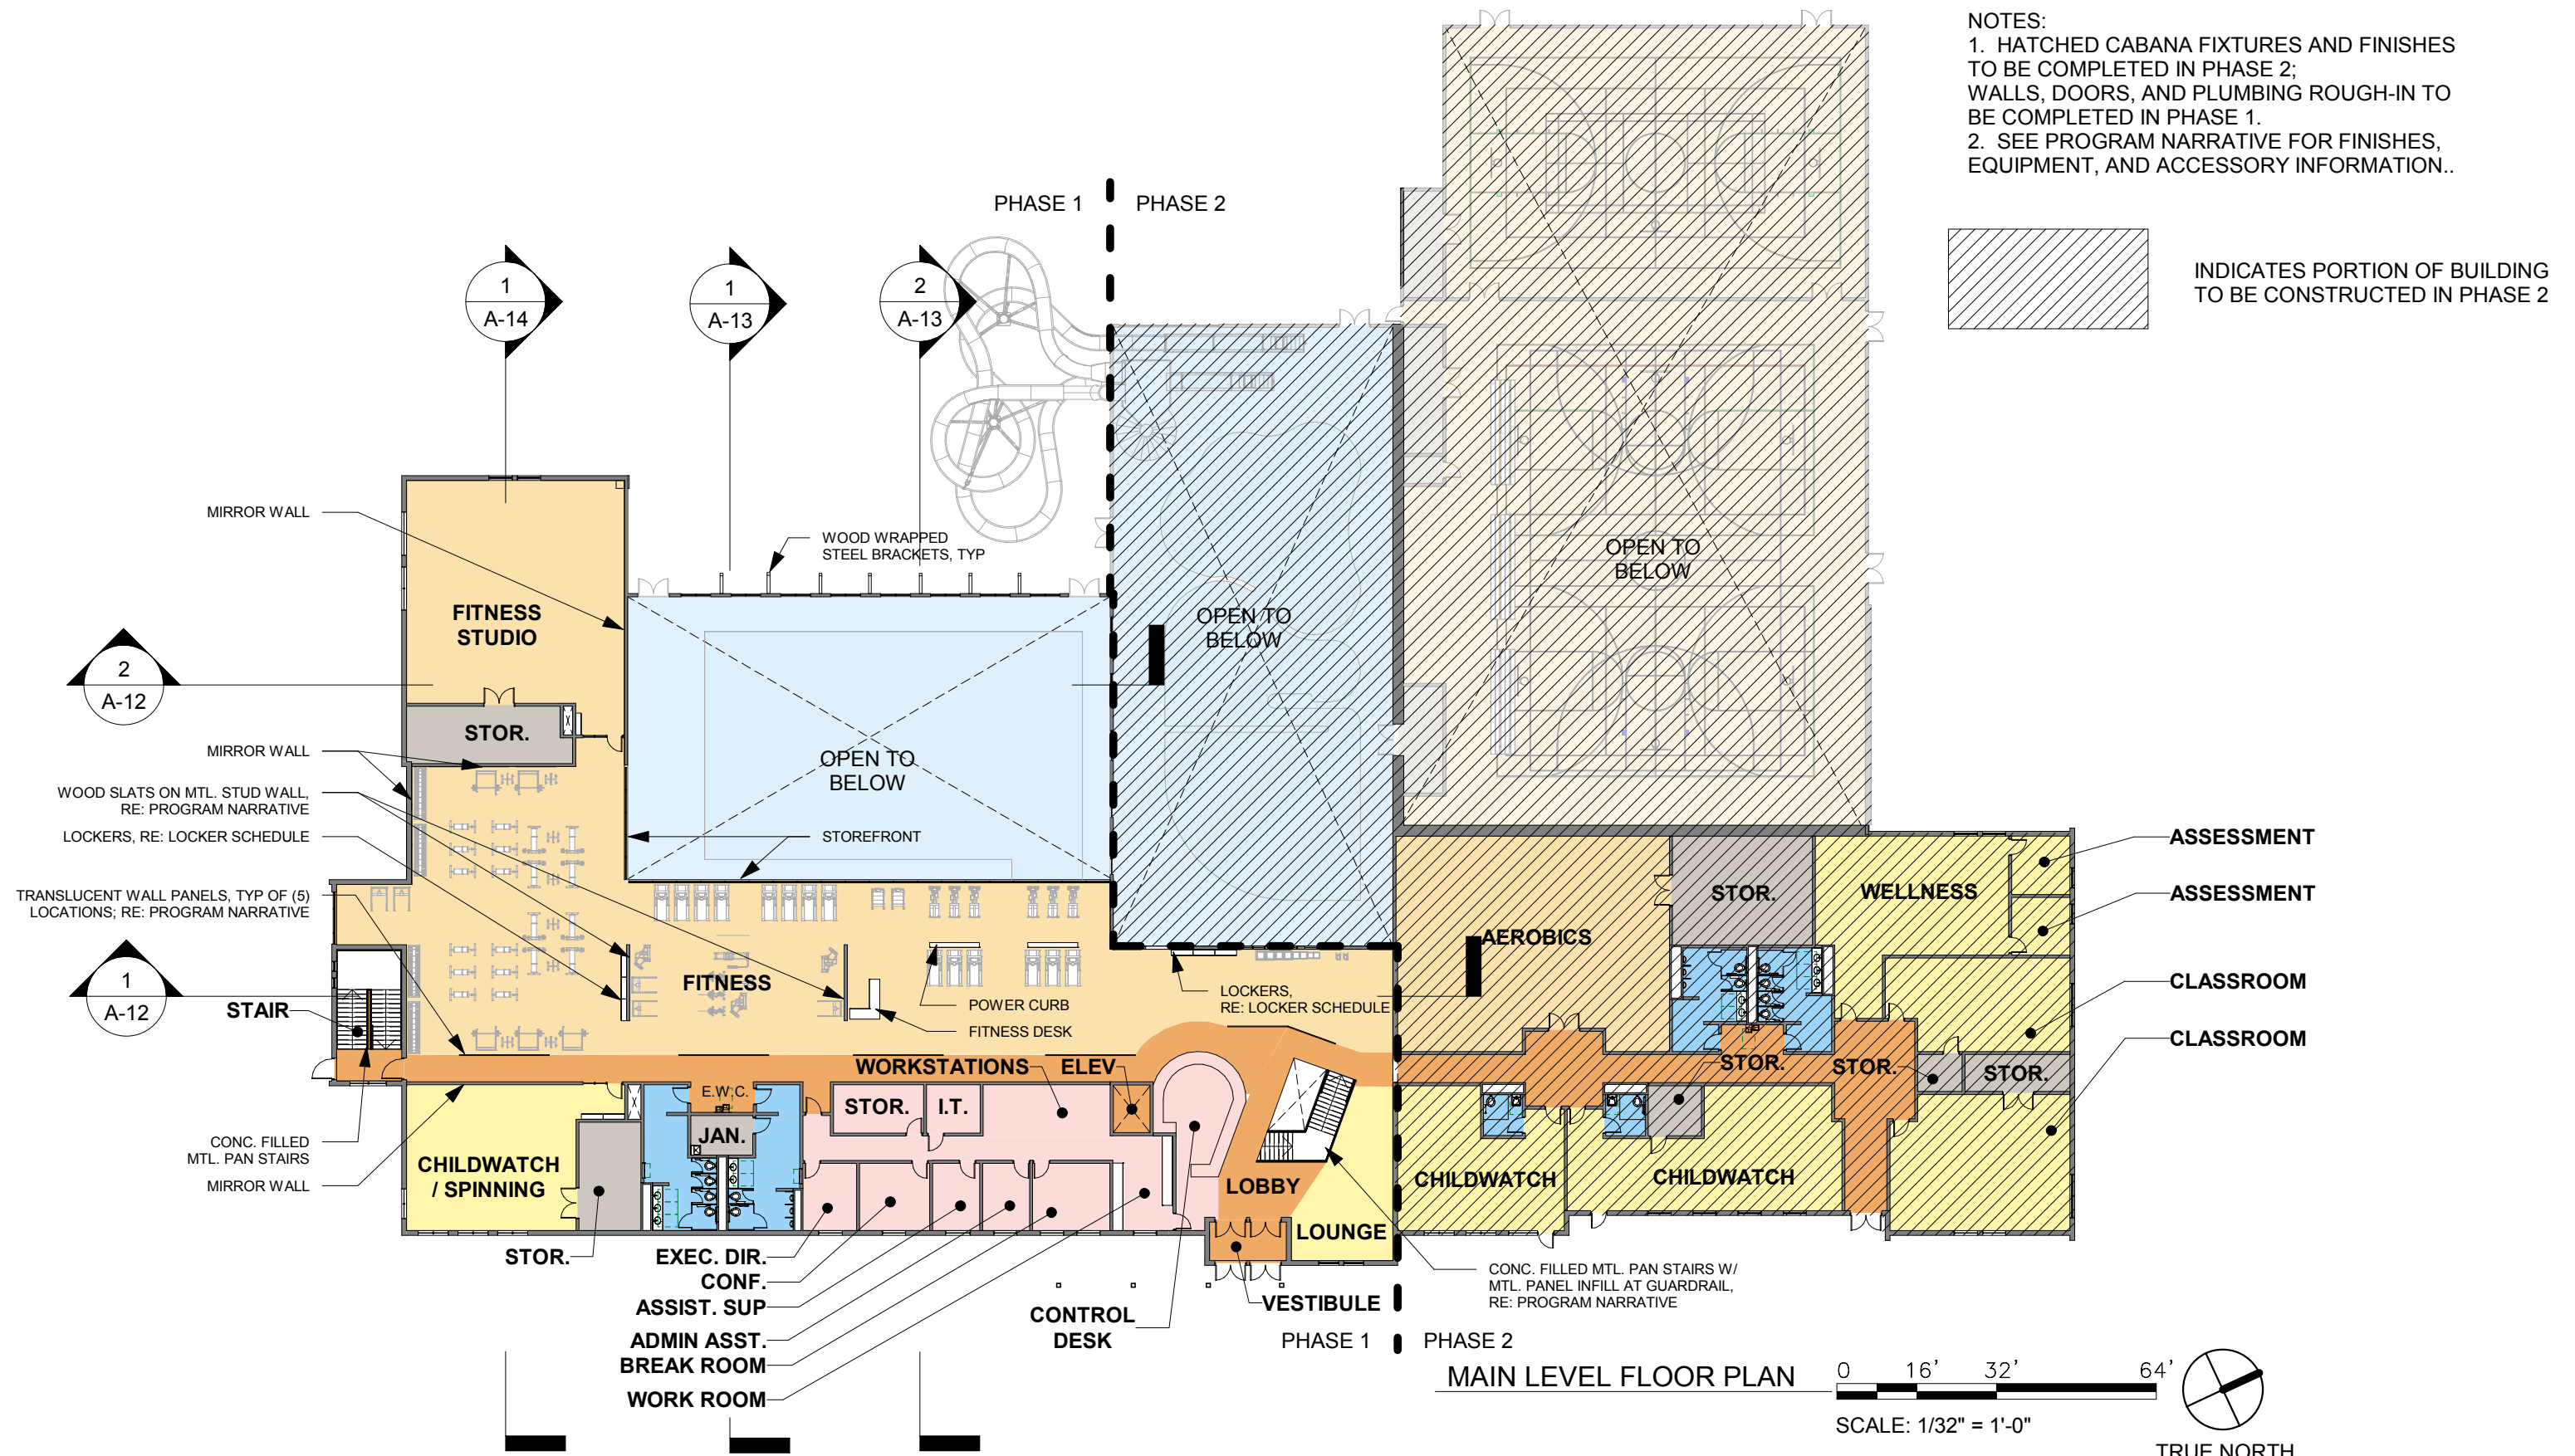 NOTES:
1. HATCHED CABANA FIXTURES AND FINISHES
TO BE COMPLETED IN PHASE 2;
WALLS, DOORS, AND PLUMBING ROUGH-IN TO
BE COMPLETED IN PHASE 1.
2. SEE PROGRAM NARRATIVE FOR FINISHES,
EQUIPMENT, AND ACCESSORY INFORMATION..
INDICATES PORTION OF BUILDING
TO BE CONSTRUCTED IN PHASE 2
PHASE 1
PHASE 2
1
A-14
1
A-13
2
A-13
MIRROR WALL
WOOD WRAPPED
STEEL BRACKETS, TYP
OPEN TO
BELOW
FITNESS
STUDIO
OPEN TO
BELOW
2
A-12
STOR.
MIRROR WALL
OPEN TO
BELOW
WOOD SLATS ON MTL. STUD WALL,
RE: PROGRAM NARRATIVE
LOCKERS, RE: LOCKER SCHEDULE
STOREFRONT
ASSESSMENT
TRANSLUCENT WALL PANELS, TYP OF (5)
LOCATIONS; RE: PROGRAM NARRATIVE
STOR.
WELLNESS
ASSESSMENT
AEROBICS
1
A-12
STAIR
FITNESS
POWER CURB
FITNESS DESK
LOCKERS,
RE: LOCKER SCHEDULE
CLASSROOM
CLASSROOM
WORKSTATIONS
ELEV
STOR.
STOR.
STOR.
E.W.C.
STOR.
I.T.
JAN.
CONC. FILLED
MTL. PAN STAIRS
MIRROR WALL
CHILDWATCH
/ SPINNING
LOBBY
LOUNGE
CHILDWATCH
CHILDWATCH
STOR.
EXEC. DIR.
CONF.
ASSIST. SUP
ADMIN ASST.
BREAK ROOM
WORK ROOM
CONTROL
DESK
VESTIBULE
CONC. FILLED MTL. PAN STAIRS W/
MTL. PANEL INFILL AT GUARDRAIL,
RE: PROGRAM NARRATIVE
PHASE 1
PHASE 2
MAIN LEVEL FLOOR PLAN
0 16' 32' 64'
SCALE: 1/32" = 1'-0"
TRUE NORTH